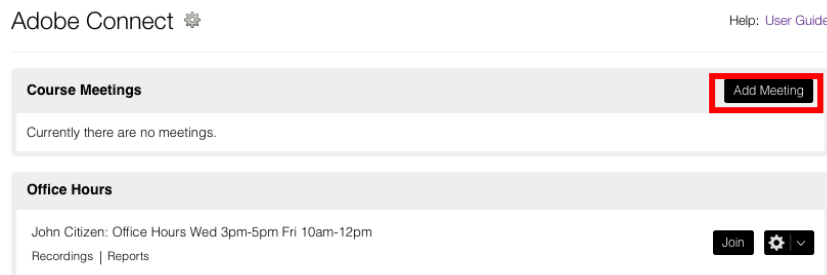 Adobe Connect
Help: User Guide
Course Meetings
Add Meeting
Currently there are no meetings.
Office Hours
John Citizen: Office Hours Wed 3pm-5pm Fri 10am-12pm
Join
Recordings | Reports